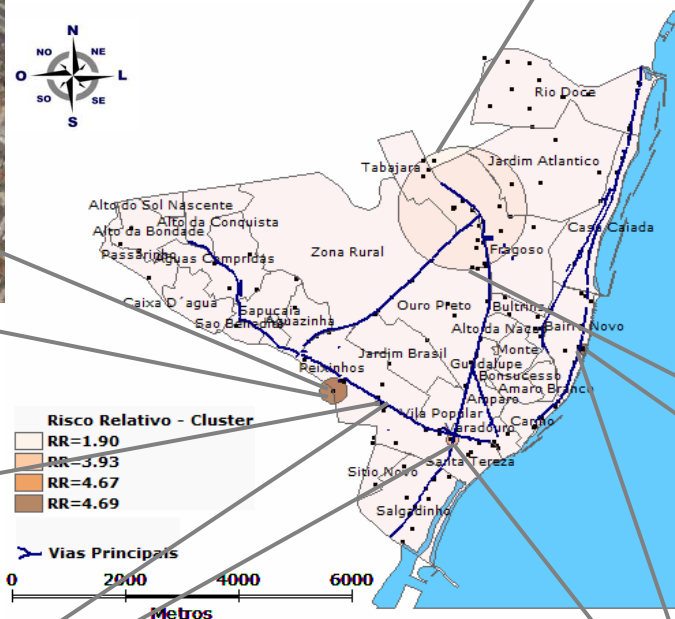 N
NO NE
O L
SO SE
S
Rio Doce
Tabajara
Jardim Atlantico
Alto do Sol Nascente
Alto da Conquista
Alto da Bondade
Casa Caiada
Passarinho
Aguas Compridas
Zona Rural
Fragoso
Caixa D´agua
Sapucaia
Ouro Preto
Bultrins
Sao Benedito
Aguazinha
Alto da Nacao
Bairro Novo
Jardim Brasil
Monte
Peixinhos
Guadalupe
Bonsucesso
Amaro Branco
Amparo
Vila Popular
Carmo
Varadouro
Sitio Novo
Santa Tereza
Salgadinho
Risco Relativo - Cluster
RR=1.90
RR=3.93
RR=4.67
RR=4.69
Vias Principais
0 2000 4000 6000
Metros